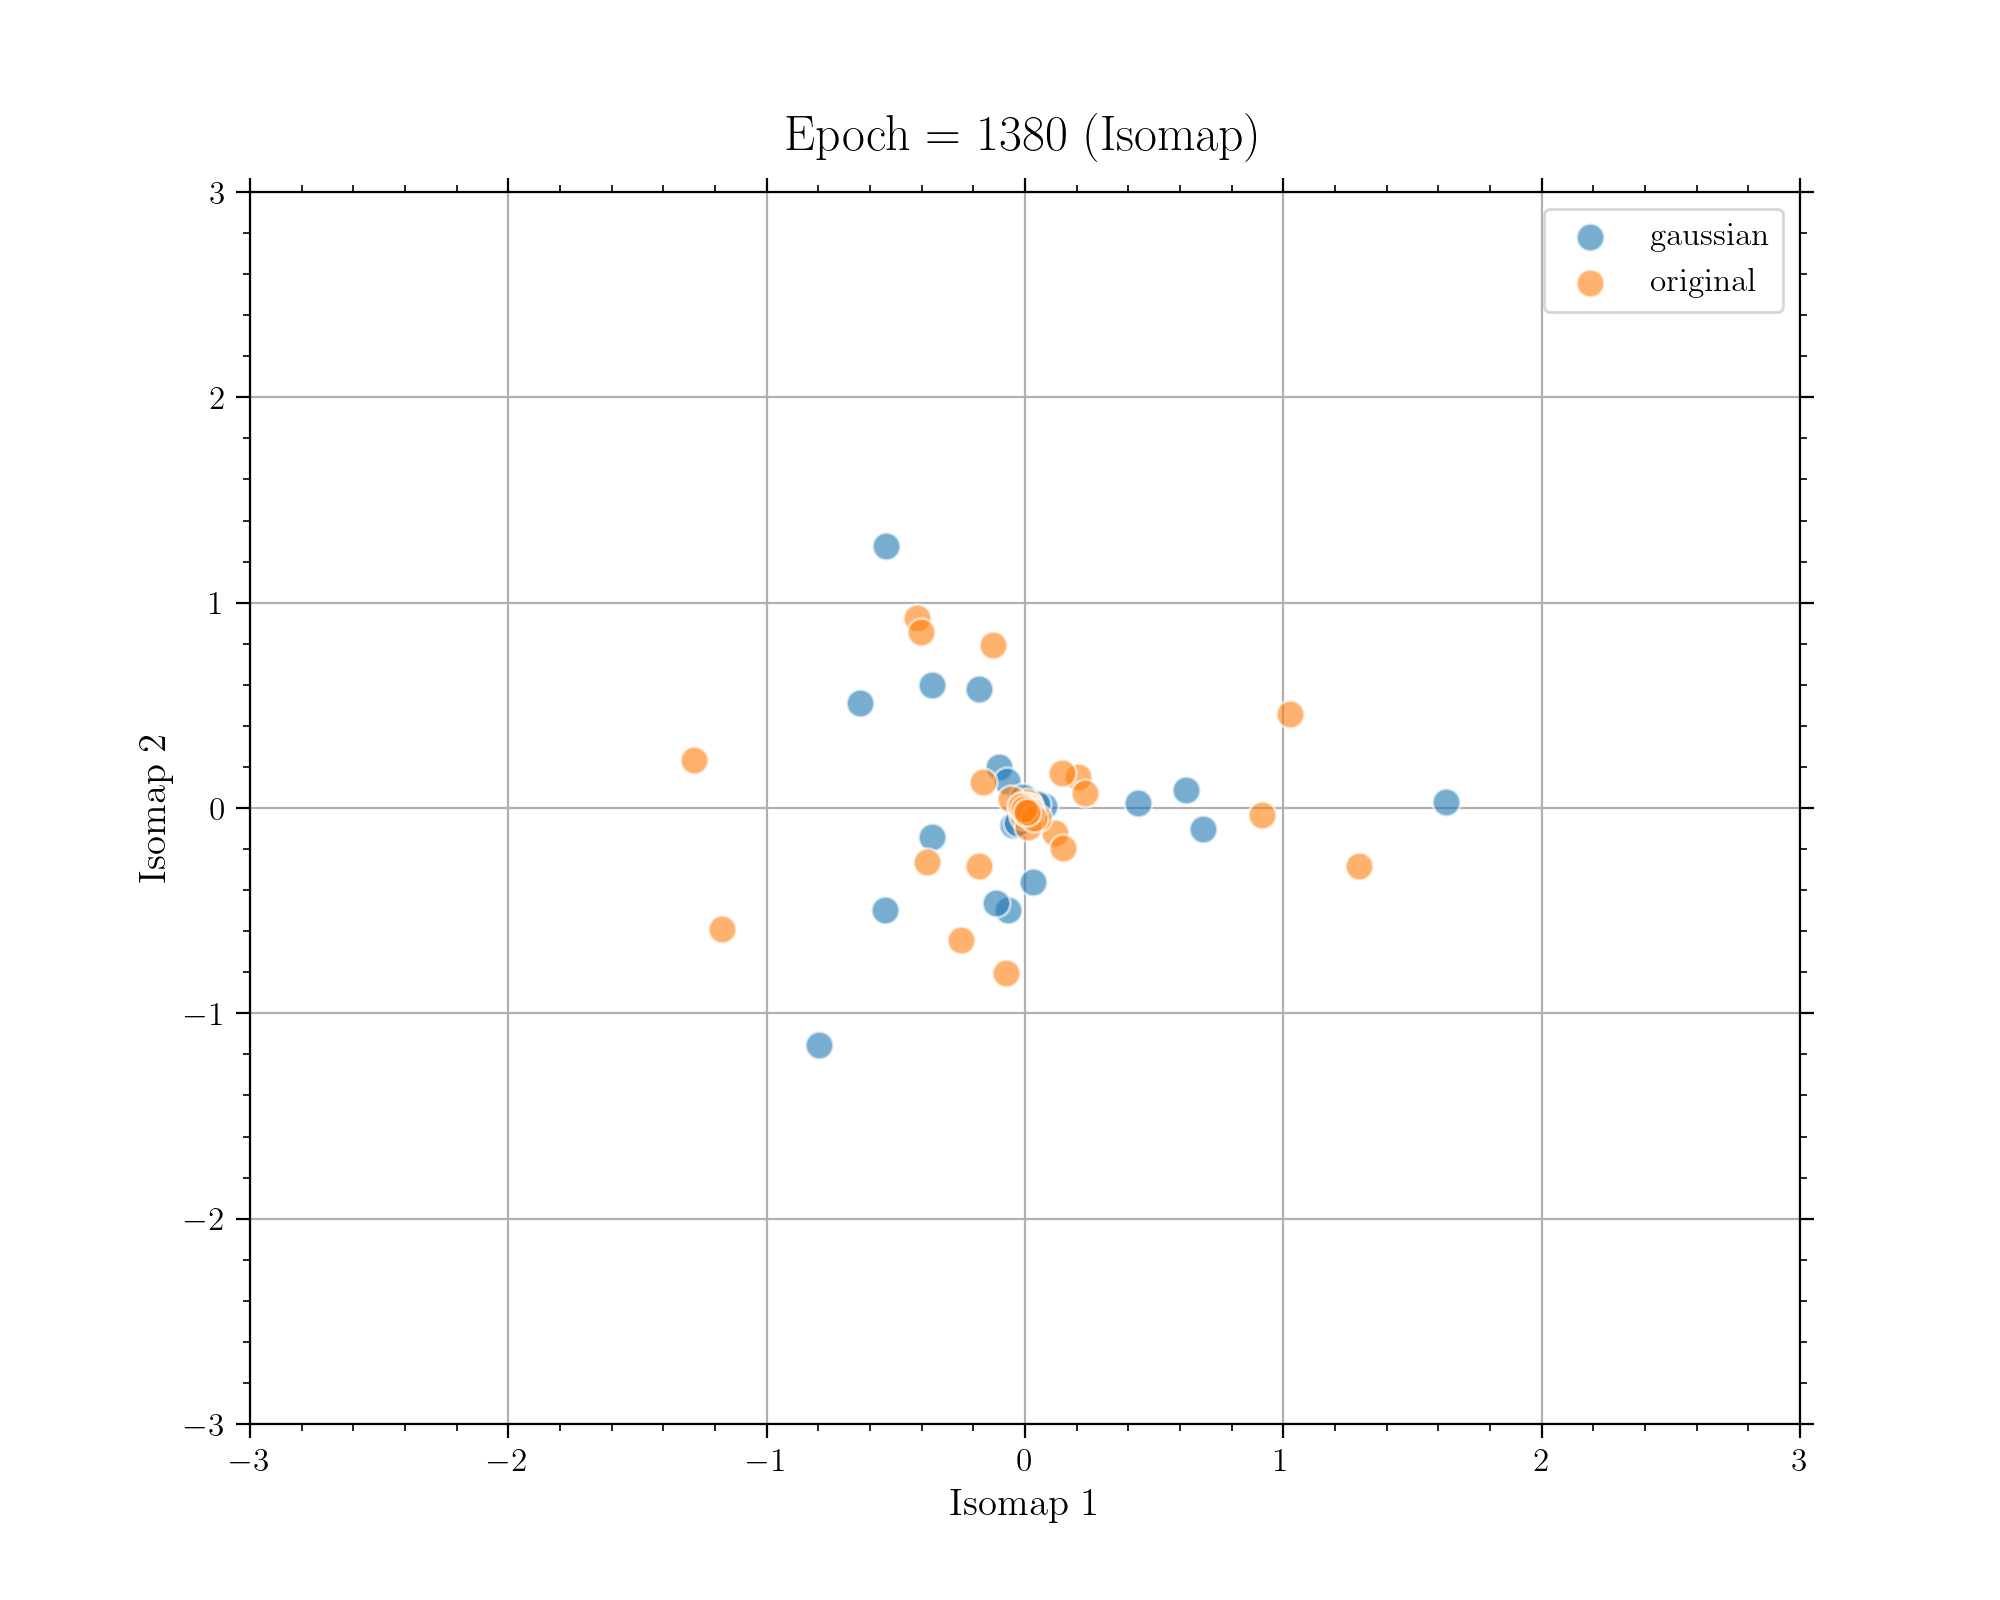 Epoch = 1380 (Isomap)
gaussian
original
3
2
1
0
−1
−2
−3
Isomap 2
−3
−2
−1
0
1
2
3
Isomap 1